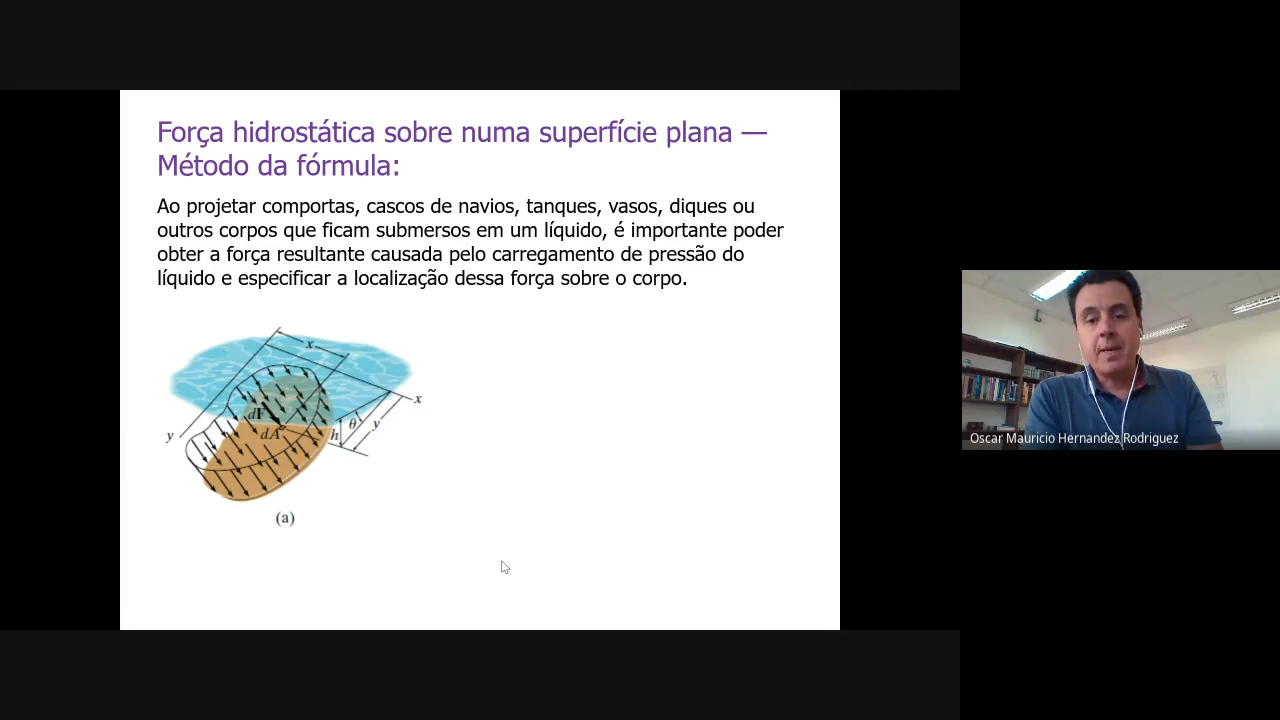 Força hidrostática sobre numa superfície plana —
Método da fórmula:
Ao projetar comportas, cascos de navios, tanques, vasos, diques ou
outros corpos que ficam submersos em um líquido, é importante poder
obter a força resultante causada pelo carregamento de pressão do
líquido e especificar a localização dessa força sobre o corpo.
x
x
y
dF
dA
h
θ
y
(a)
Oscar Mauricio Hernandez Rodriguez